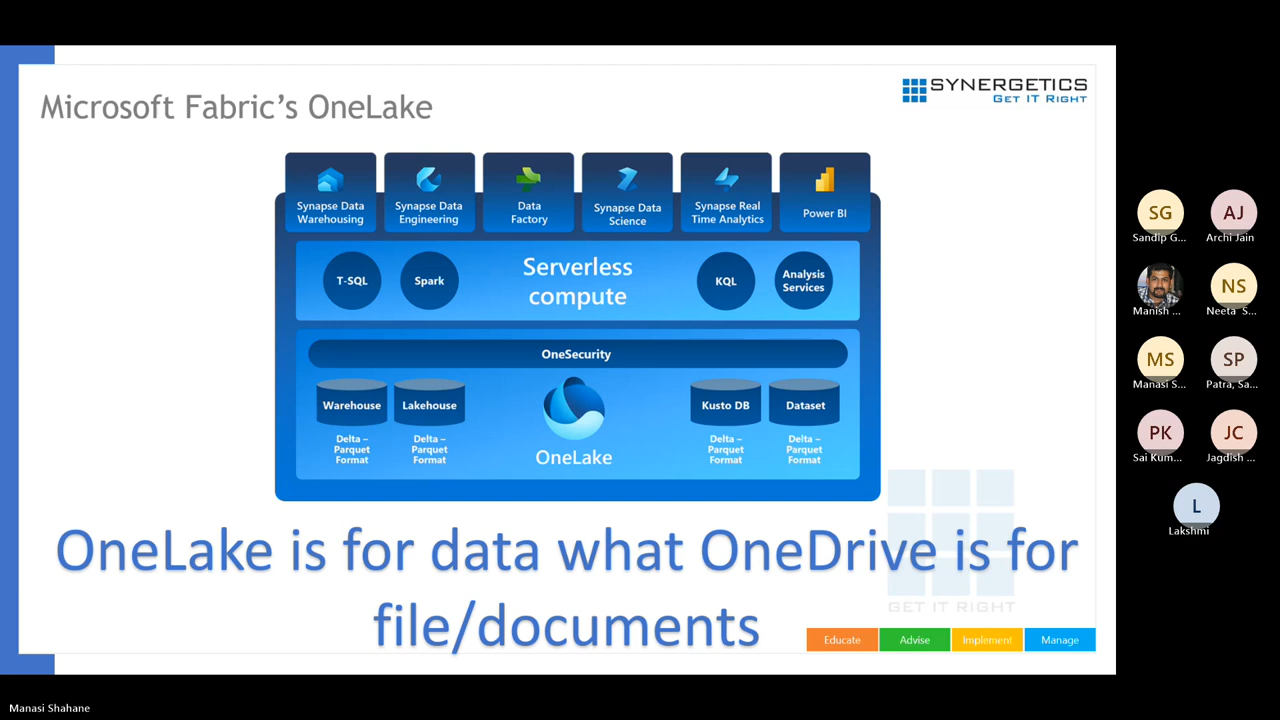 Microsoft Fabric's OneLake
SYNERGETICS
GET IT RIGHT
Synapse Data
Warehousing
Synapse Data
Engineering
Data
Factory
Synapse Data
Science
Synapse Real
Time Analytics
Power BI
T-SQL
Spark
Serverless
compute
KQL
Analysis
Services
OneSecurity
Warehouse
Lakehouse
OneLake
Kusto DB
Dataset
Delta –
Parquet
Format
Delta –
Parquet
Format
Delta –
Parquet
Format
Delta –
Parquet
Format
OneLake is for data what OneDrive is for
file/documents
GET IT RIGHT
Educate
Advise
Implement
Manage
SG
Sandip G...
AJ
Archi Jain
Manish ...
NS
Neeta S...
MS
Manasi S...
SP
Patra, Sa...
PK
Sai Kum...
JC
Jagdish ...
L
Lakshmi
Manasi Shahane